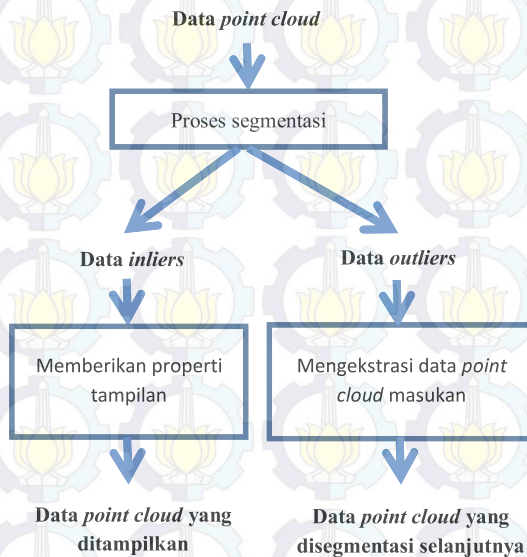 Data point cloud
Proses segmentasi
Data inliers
Data outliers
Memberikan properti
tampilan
Mengekstrasi data point
cloud masukan
Data point cloud yang
ditampilkan
Data point cloud yang
disegmentasi selanjutnya